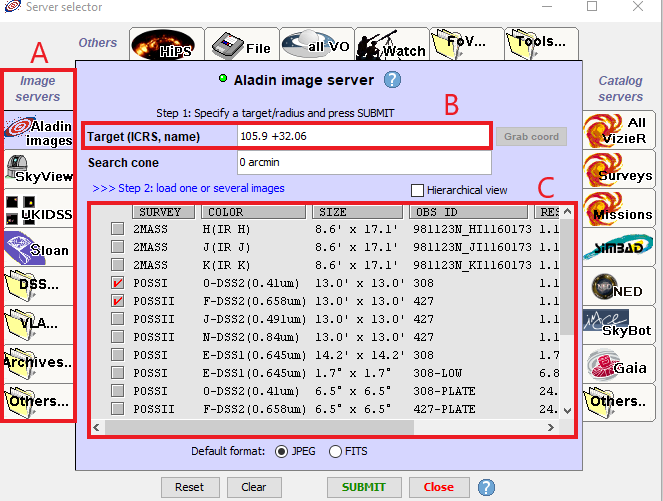 Server selector
A
Others
HiPS
File
all VO
Watch
FoV...
Tools...
Image
servers
Aladin
images
SkyView
UKIDSS
Sloan
DSS...
VLA...
Archives...
Others...
Aladin image server ?
Step 1: Specify a target/radius and press SUBMIT
B
Target (ICRS, name) 105.9 +32.06 Grab coord
Search cone 0 arcmin
>>> Step 2: load one or several images Hierarchical view
C
SURVEY COLOR SIZE OBS ID RES
2MASS H(IR H) 8.6' x 17.1' 981123N_HI1160173 1.1
2MASS J(IR J) 8.6' x 17.1' 981123N_JI1160173 1.1
2MASS K(IR K) 8.6' x 17.1' 981123N_KI1160173 1.1
POSSI O-DSS2(0.41um) 13.0' x 13.0' 308 1.1
POSSII F-DSS2(0.658um) 13.0' x 13.0' 427 1.1
POSSII J-DSS2(0.491um) 13.0' x 13.0' 427 1.1
POSSII N-DSS2(0.84um) 13.0' x 13.0' 427 1.1
POSSI E-DSS1(0.645um) 14.2' x 14.2' 308 1.7
POSSI E-DSS1(0.645um) 1.7° x 1.7° 308-LOW 6.8
POSSI O-DSS2(0.41um) 6.5° x 6.5° 308-PLATE 24.
POSSII F-DSS2(0.658um) 6.5° x 6.5° 427-PLATE 24.
Default format: JPEG FITS
Reset Clear SUBMIT Close ?
Catalog
servers
All
VizieR
Surveys
Missions
SIMBAD
NED
SkyBot
Gaia
Others..